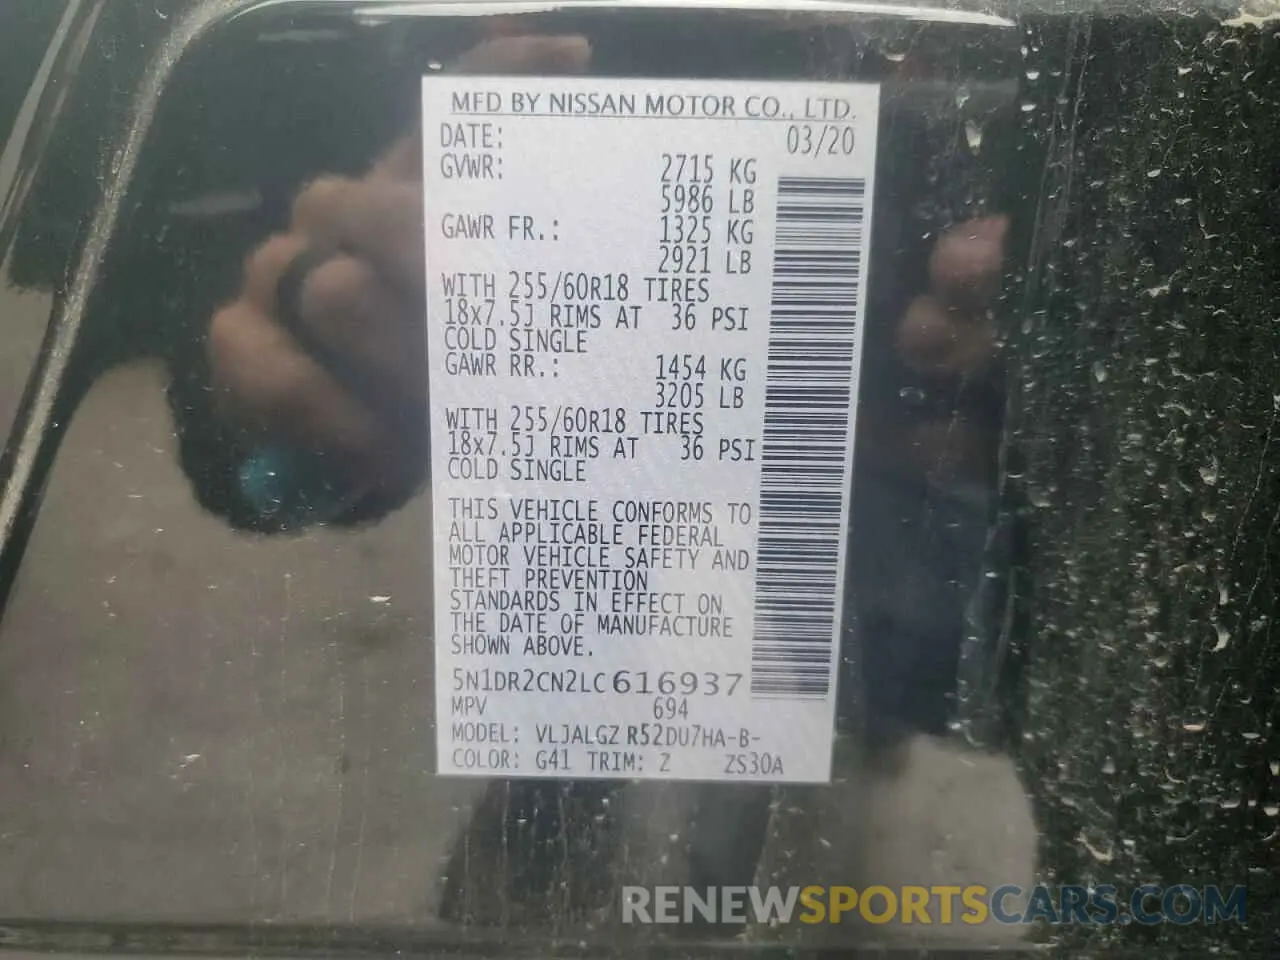 MFD BY NISSAN MOTOR CO., LTD.
DATE: 03/20
GVWR: 2715 KG
5986 LB
GAWR FR.: 1325 KG
2921 LB
WITH 255/60R18 TIRES
18x7.5J RIMS AT 36 PSI
COLD SINGLE
GAWR RR.: 1454 KG
3205 LB
WITH 255/60R18 TIRES
18x7.5J RIMS AT 36 PSI
COLD SINGLE
THIS VEHICLE CONFORMS TO
ALL APPLICABLE FEDERAL
MOTOR VEHICLE SAFETY AND
THEFT PREVENTION
STANDARDS IN EFFECT ON
THE DATE OF MANUFACTURE
SHOWN ABOVE.
5N1DR2CN2LC616937
MPV 694
MODEL: VLJALGZ R52DU7HA-B-
COLOR: G41 TRIM: Z ZS30A
RENEWSPORTSCARS.COM